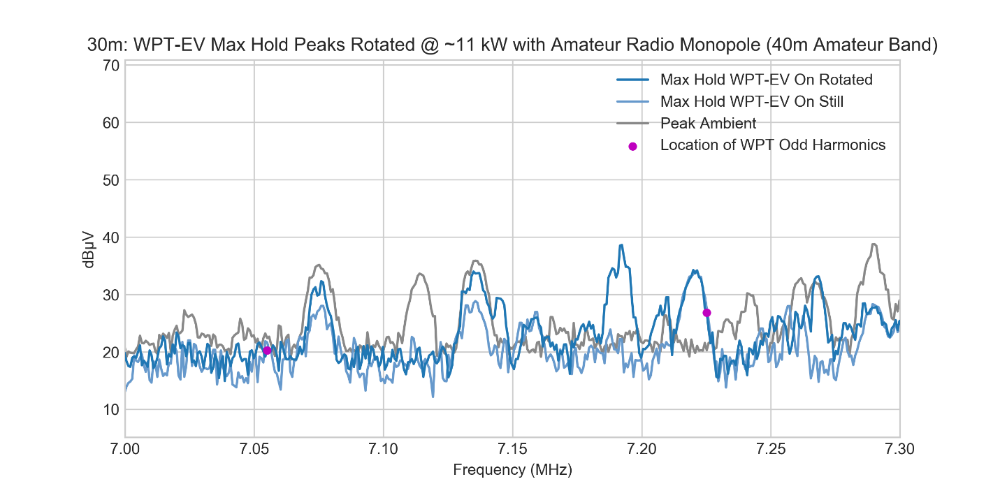 30m: WPT-EV Max Hold Peaks Rotated @ ~11 kW with Amateur Radio Monopole (40m Amateur Band)
70
60
50
40
30
20
10
dBµV
Max Hold WPT-EV On Rotated
Max Hold WPT-EV On Still
Peak Ambient
Location of WPT Odd Harmonics
7.00 7.05 7.10 7.15 7.20 7.25 7.30
Frequency (MHz)